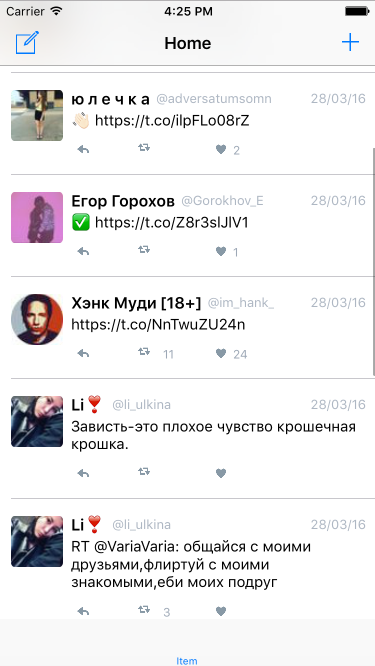 Carrier 4:25 PM
Home
ю л е ч к а @adversatumsomn 28/03/16
👋🏻 https://t.co/ilpFLo08rZ
2
Егор Горохов @Gorokhov_E 28/03/16
✅ https://t.co/Z8r3slJlV1
1
Хэнк Муди [18+] @im_hank_ 28/03/16
https://t.co/NnTwuZU24n
11 24
Li❣️ @li_ulkina 28/03/16
Зависть-это плохое чувство крошечная
крошка.
Li❣️ @li_ulkina 28/03/16
RT @VariaVaria: общайся с моими
друзьями,флиртуй с моими
знакомыми,еби моих подруг
3
Item